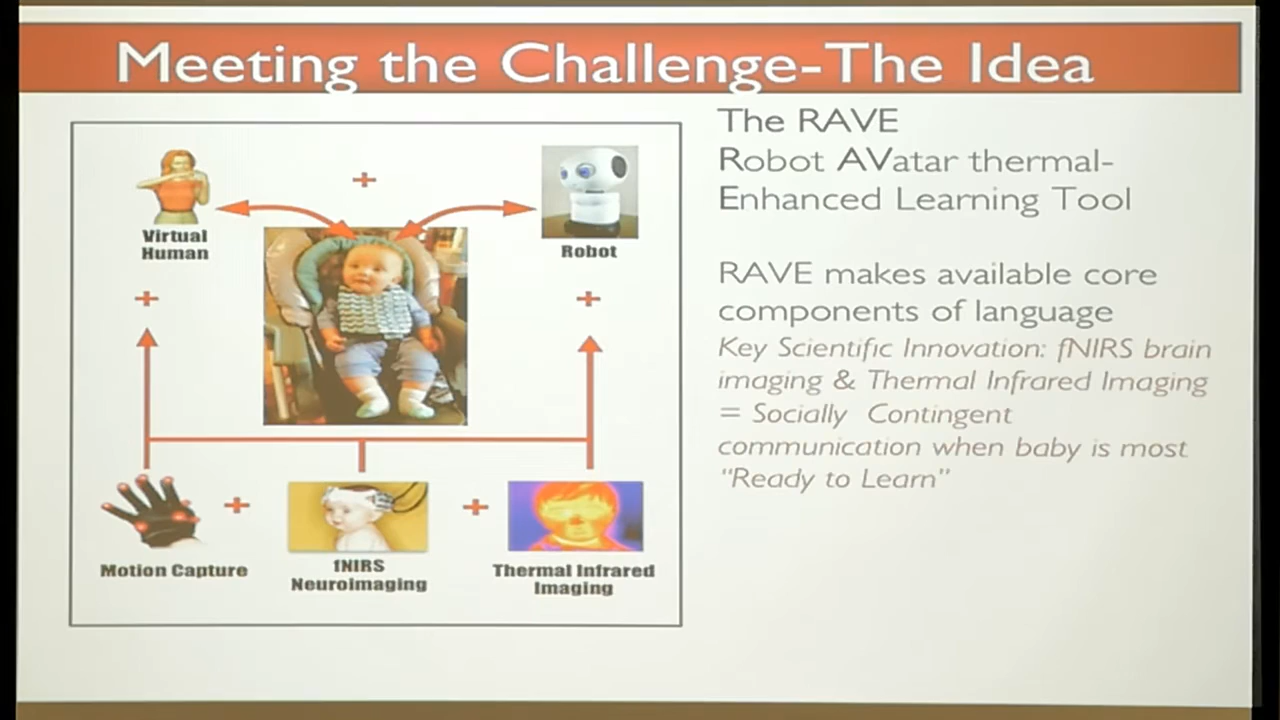 Meeting the Challenge-The Idea
+
Virtual
Human
Robot
+
+
+
+
Motion Capture
fNIRS
Neuroimaging
Thermal Infrared
Imaging
The RAVE
Robot AVatar thermal-
Enhanced Learning Tool
RAVE makes available core
components of language
Key Scientific Innovation: fNIRS brain
imaging & Thermal Infrared Imaging
= Socially Contingent
communication when baby is most
"Ready to Learn"